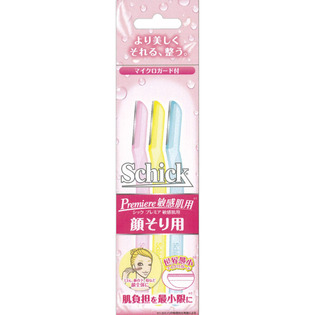 より美しく
それる、整う。
マイクロガード付
Schick
Premiere 敏感肌用
シック プレミア 敏感肌用
顔そり用
肌負担を最小限に